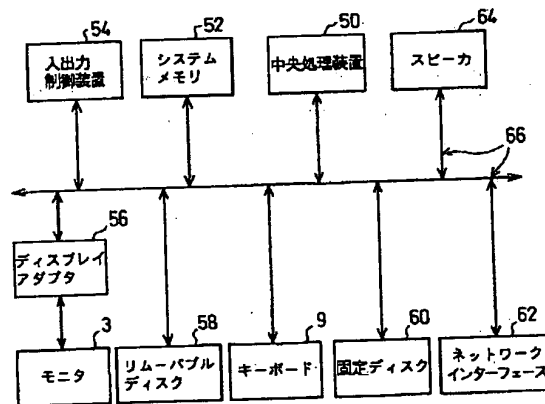 54
入出力
制御装置
52
システム
メモリ
50
中央処理装置
64
スピーカ
66
56
ディスプレイ
アダプタ
3
モニタ
58
リムーバブル
ディスク
9
キーボード
60
固定ディスク
62
ネットワーク
インターフェース